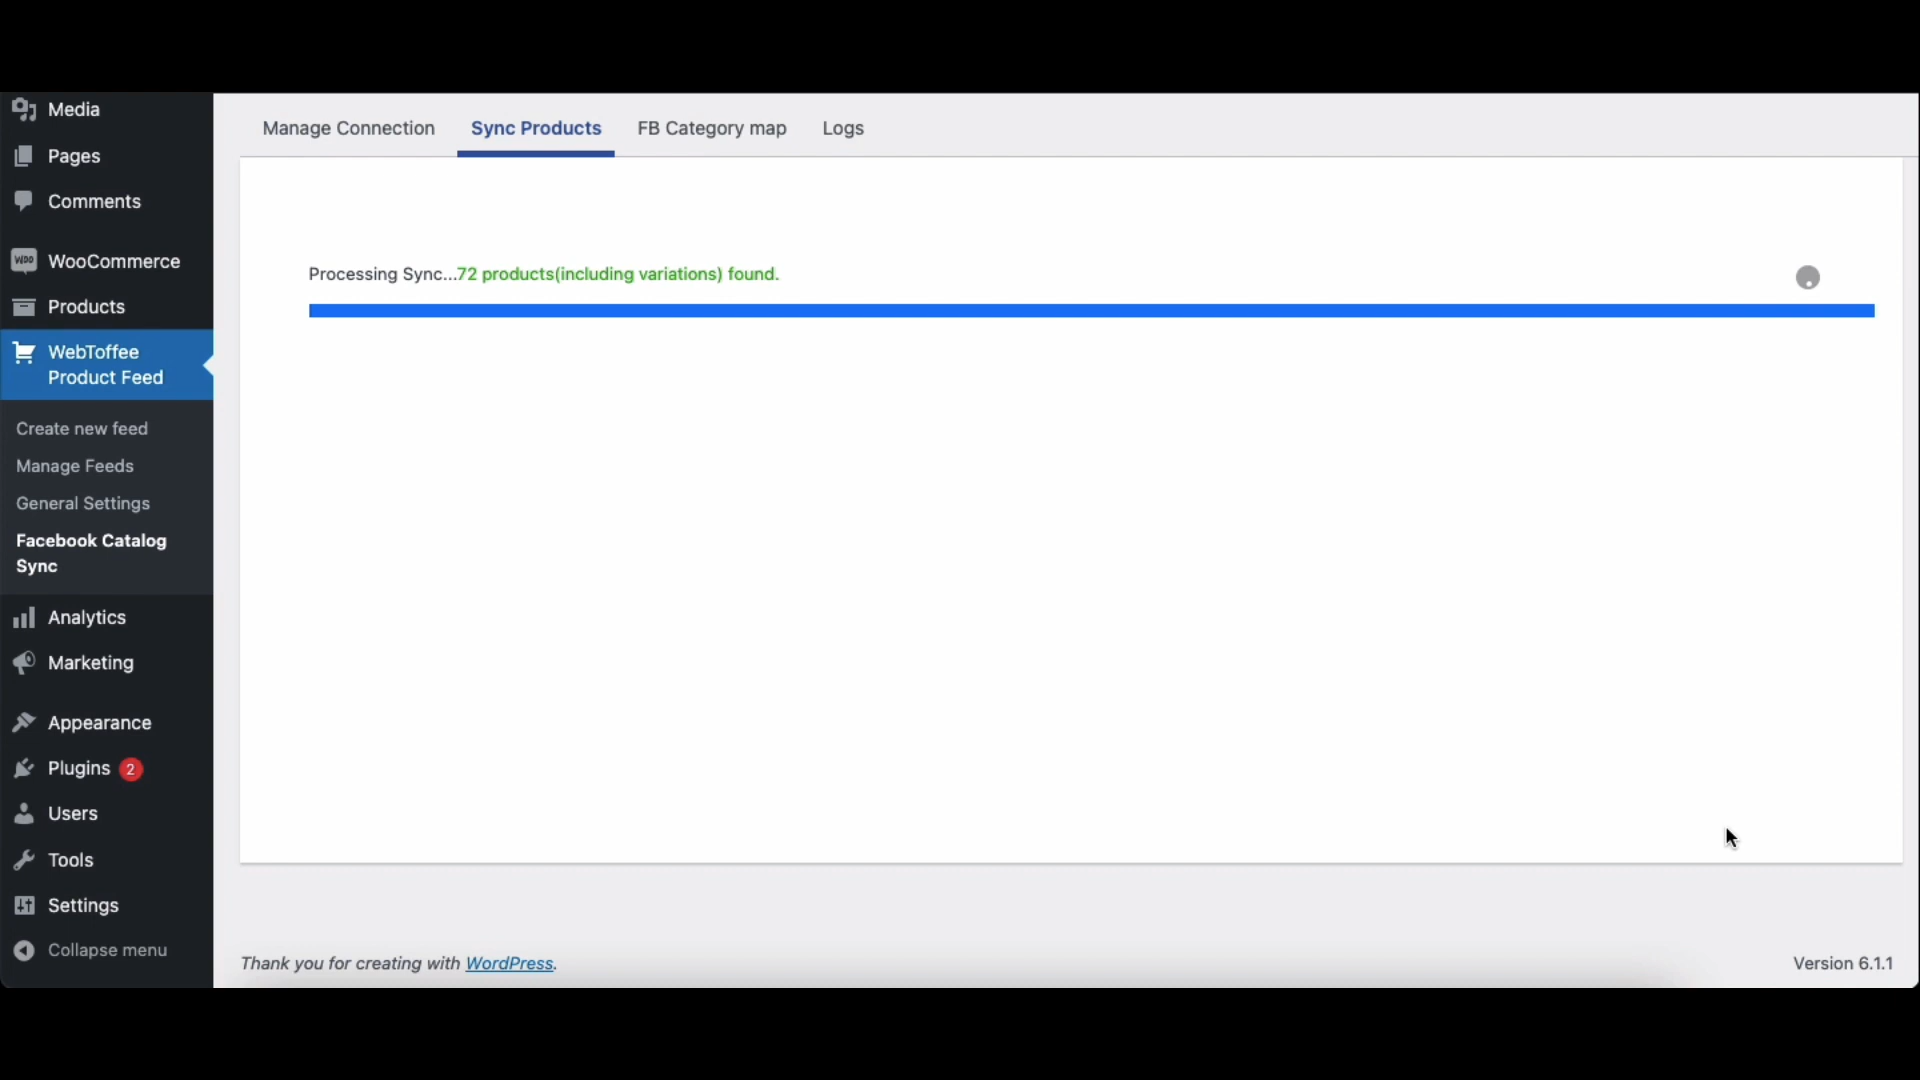 Media
Pages
Comments
WOO WooCommerce
Products
WebToffee
Product Feed
Create new feed
Manage Feeds
General Settings
Facebook Catalog
Sync
Analytics
Marketing
Appearance
Plugins 2
Users
Tools
Settings
Collapse menu
Manage Connection Sync Products FB Category map Logs
Processing Sync...72 products(including variations) found.
Thank you for creating with WordPress. Version 6.1.1